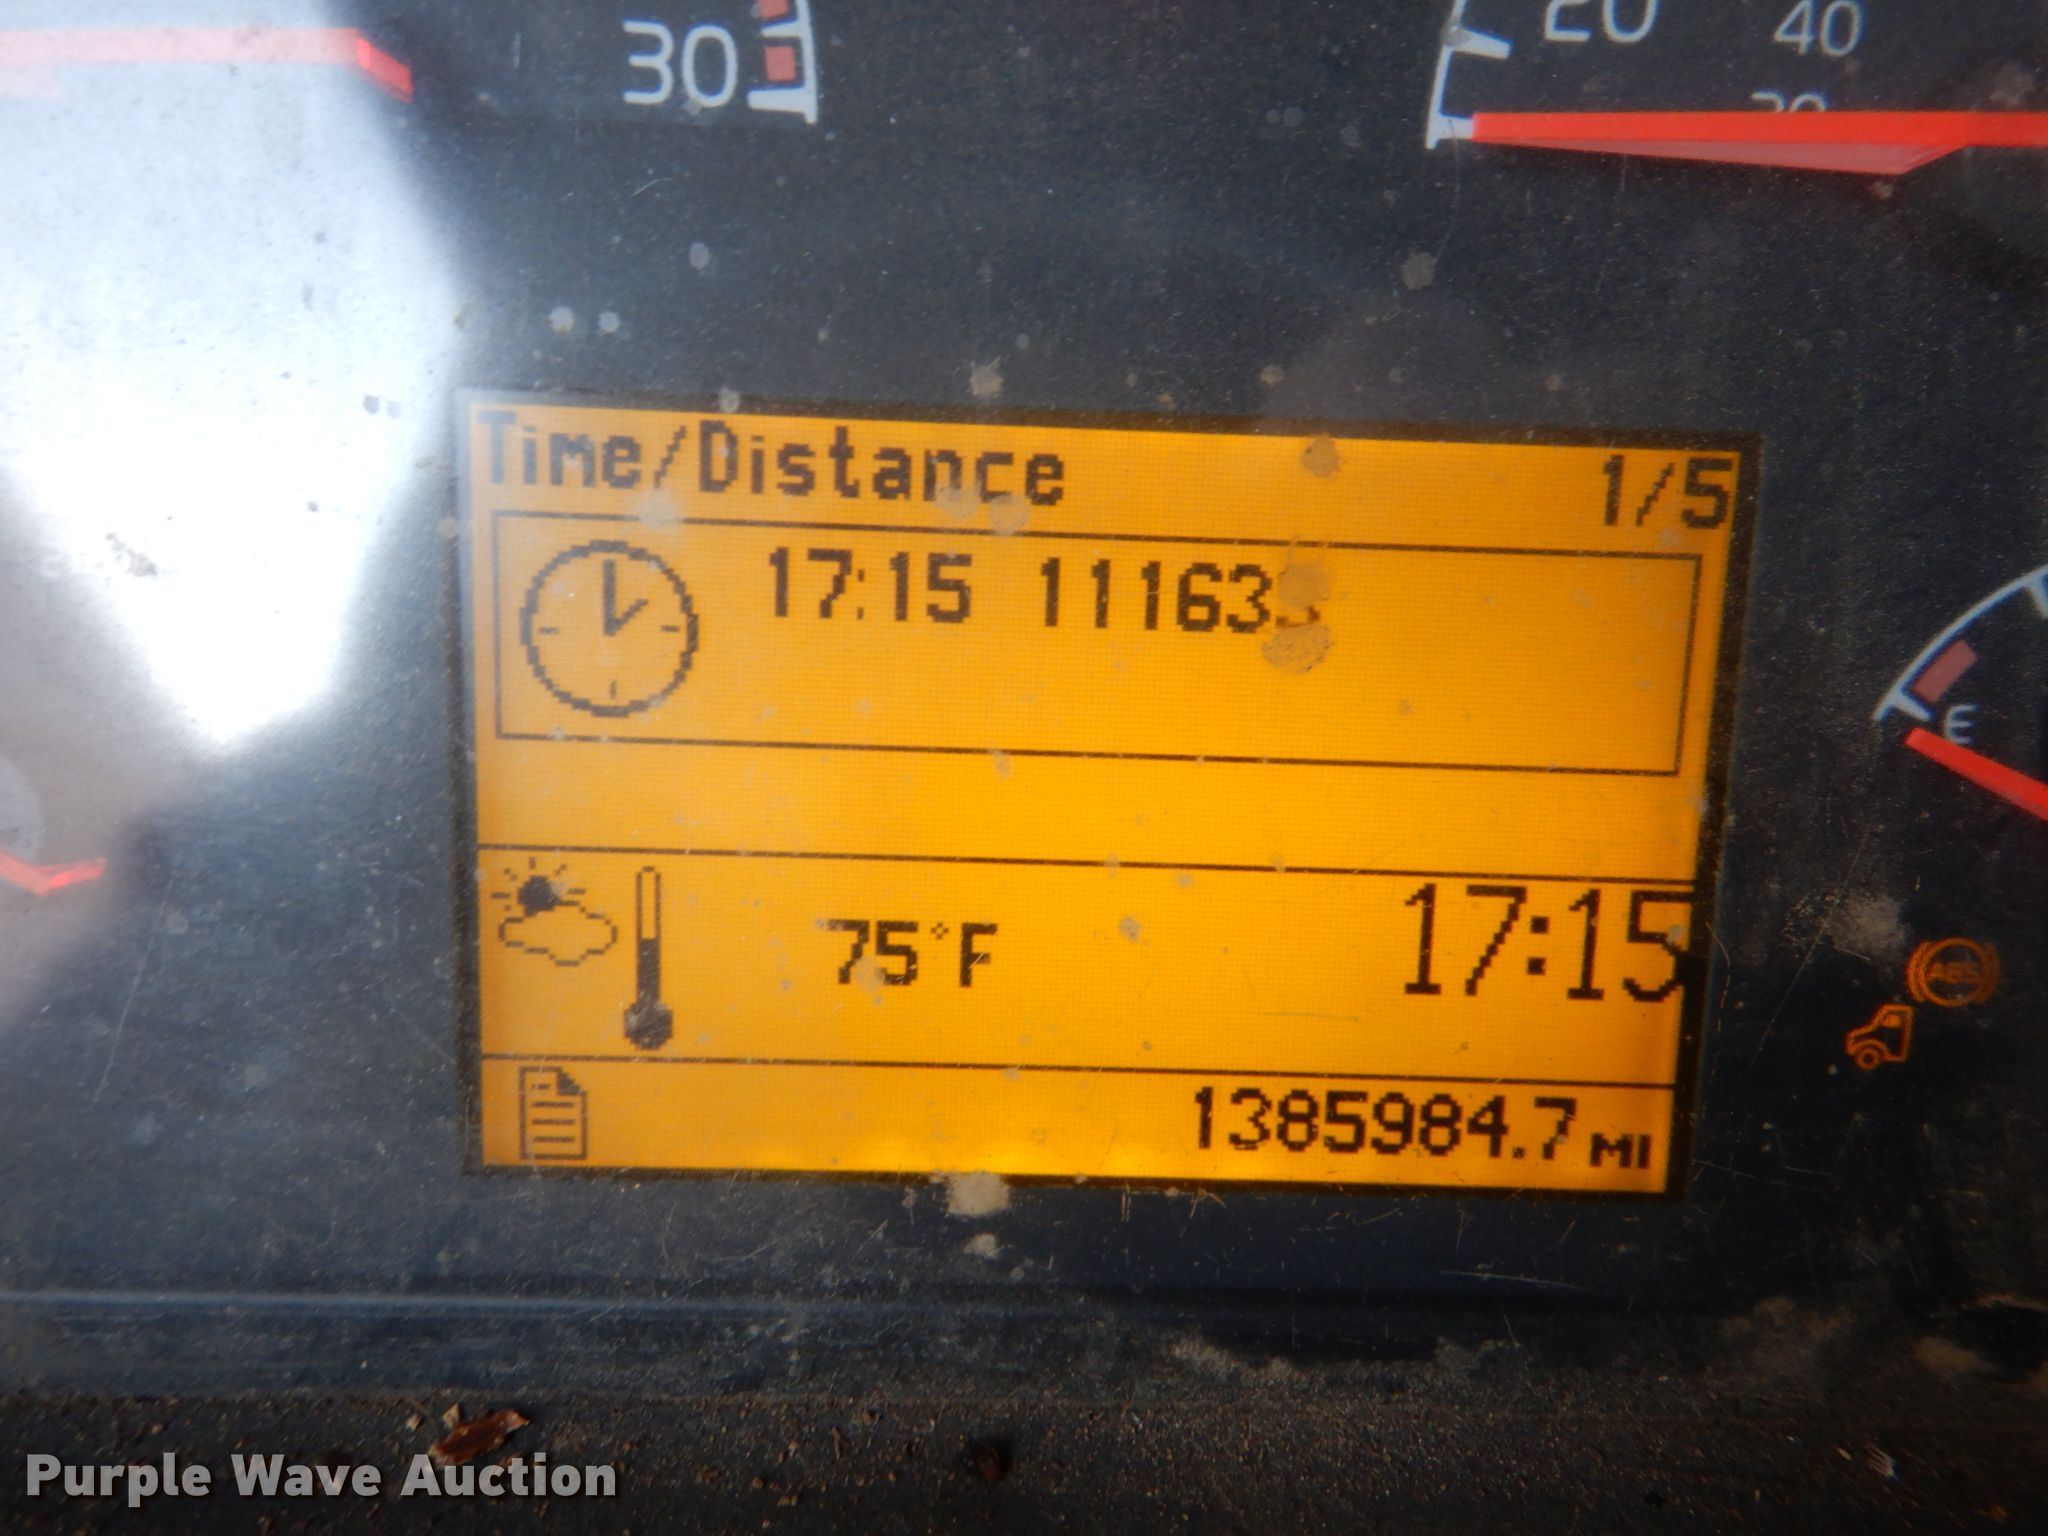 30
20
40
Time/Distance 1/5
17:15 11163
E
75°F 17:15
ABS
1385984.7 MI
Purple Wave Auction